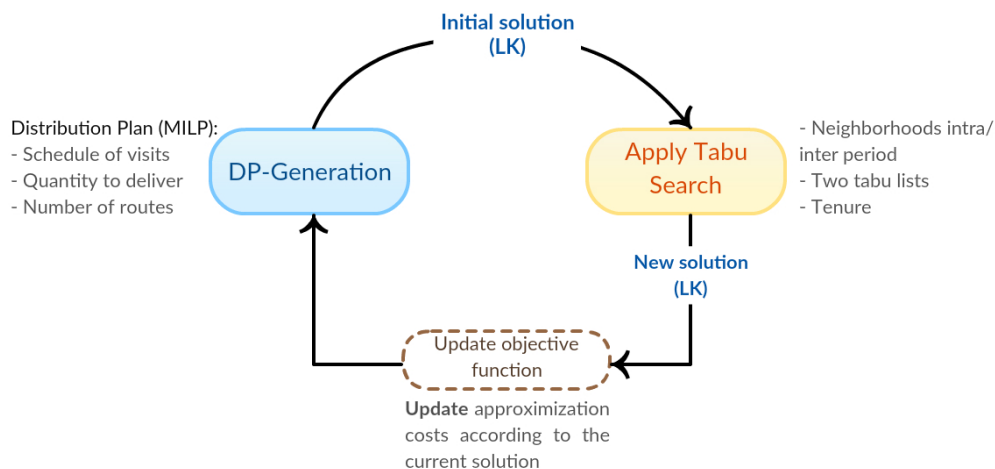 Initial solution
(LK)
Distribution Plan (MILP):
- Schedule of visits
- Quantity to deliver
- Number of routes
DP-Generation
Apply Tabu
Search
- Neighborhoods intra/
inter period
- Two tabu lists
- Tenure
New solution
(LK)
Update objective
function
Update approximization
costs according to the
current solution